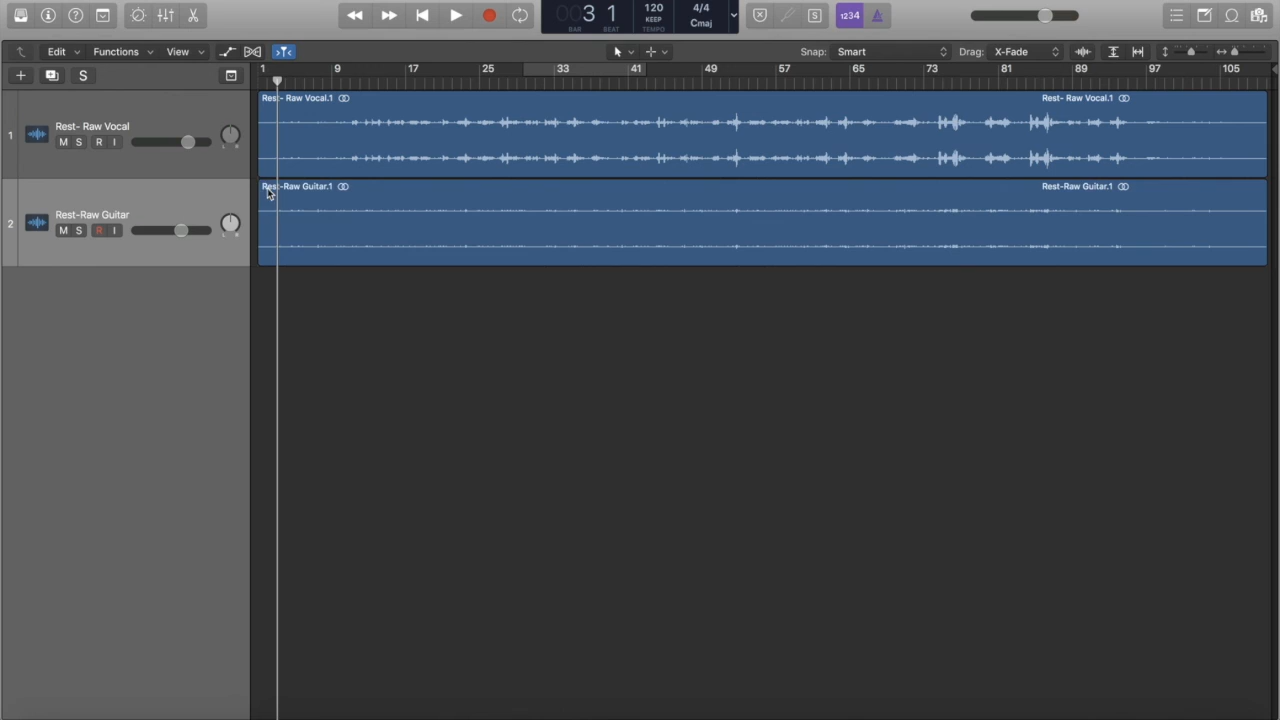 3 1
BAR BEAT
120
KEEP
TEMPO
4/4
Cmaj
1234
S
Edit Functions View
Snap: Smart
Drag: X-Fade
S
1 9 17 25 33 41 49 57 65 73 81 89 97 105
1
Rest- Raw Vocal
M S R I
L R
Rest- Raw Vocal.1
Rest- Raw Vocal.1
2
Rest-Raw Guitar
M S R I
L R
Rest-Raw Guitar.1
Rest-Raw Guitar.1